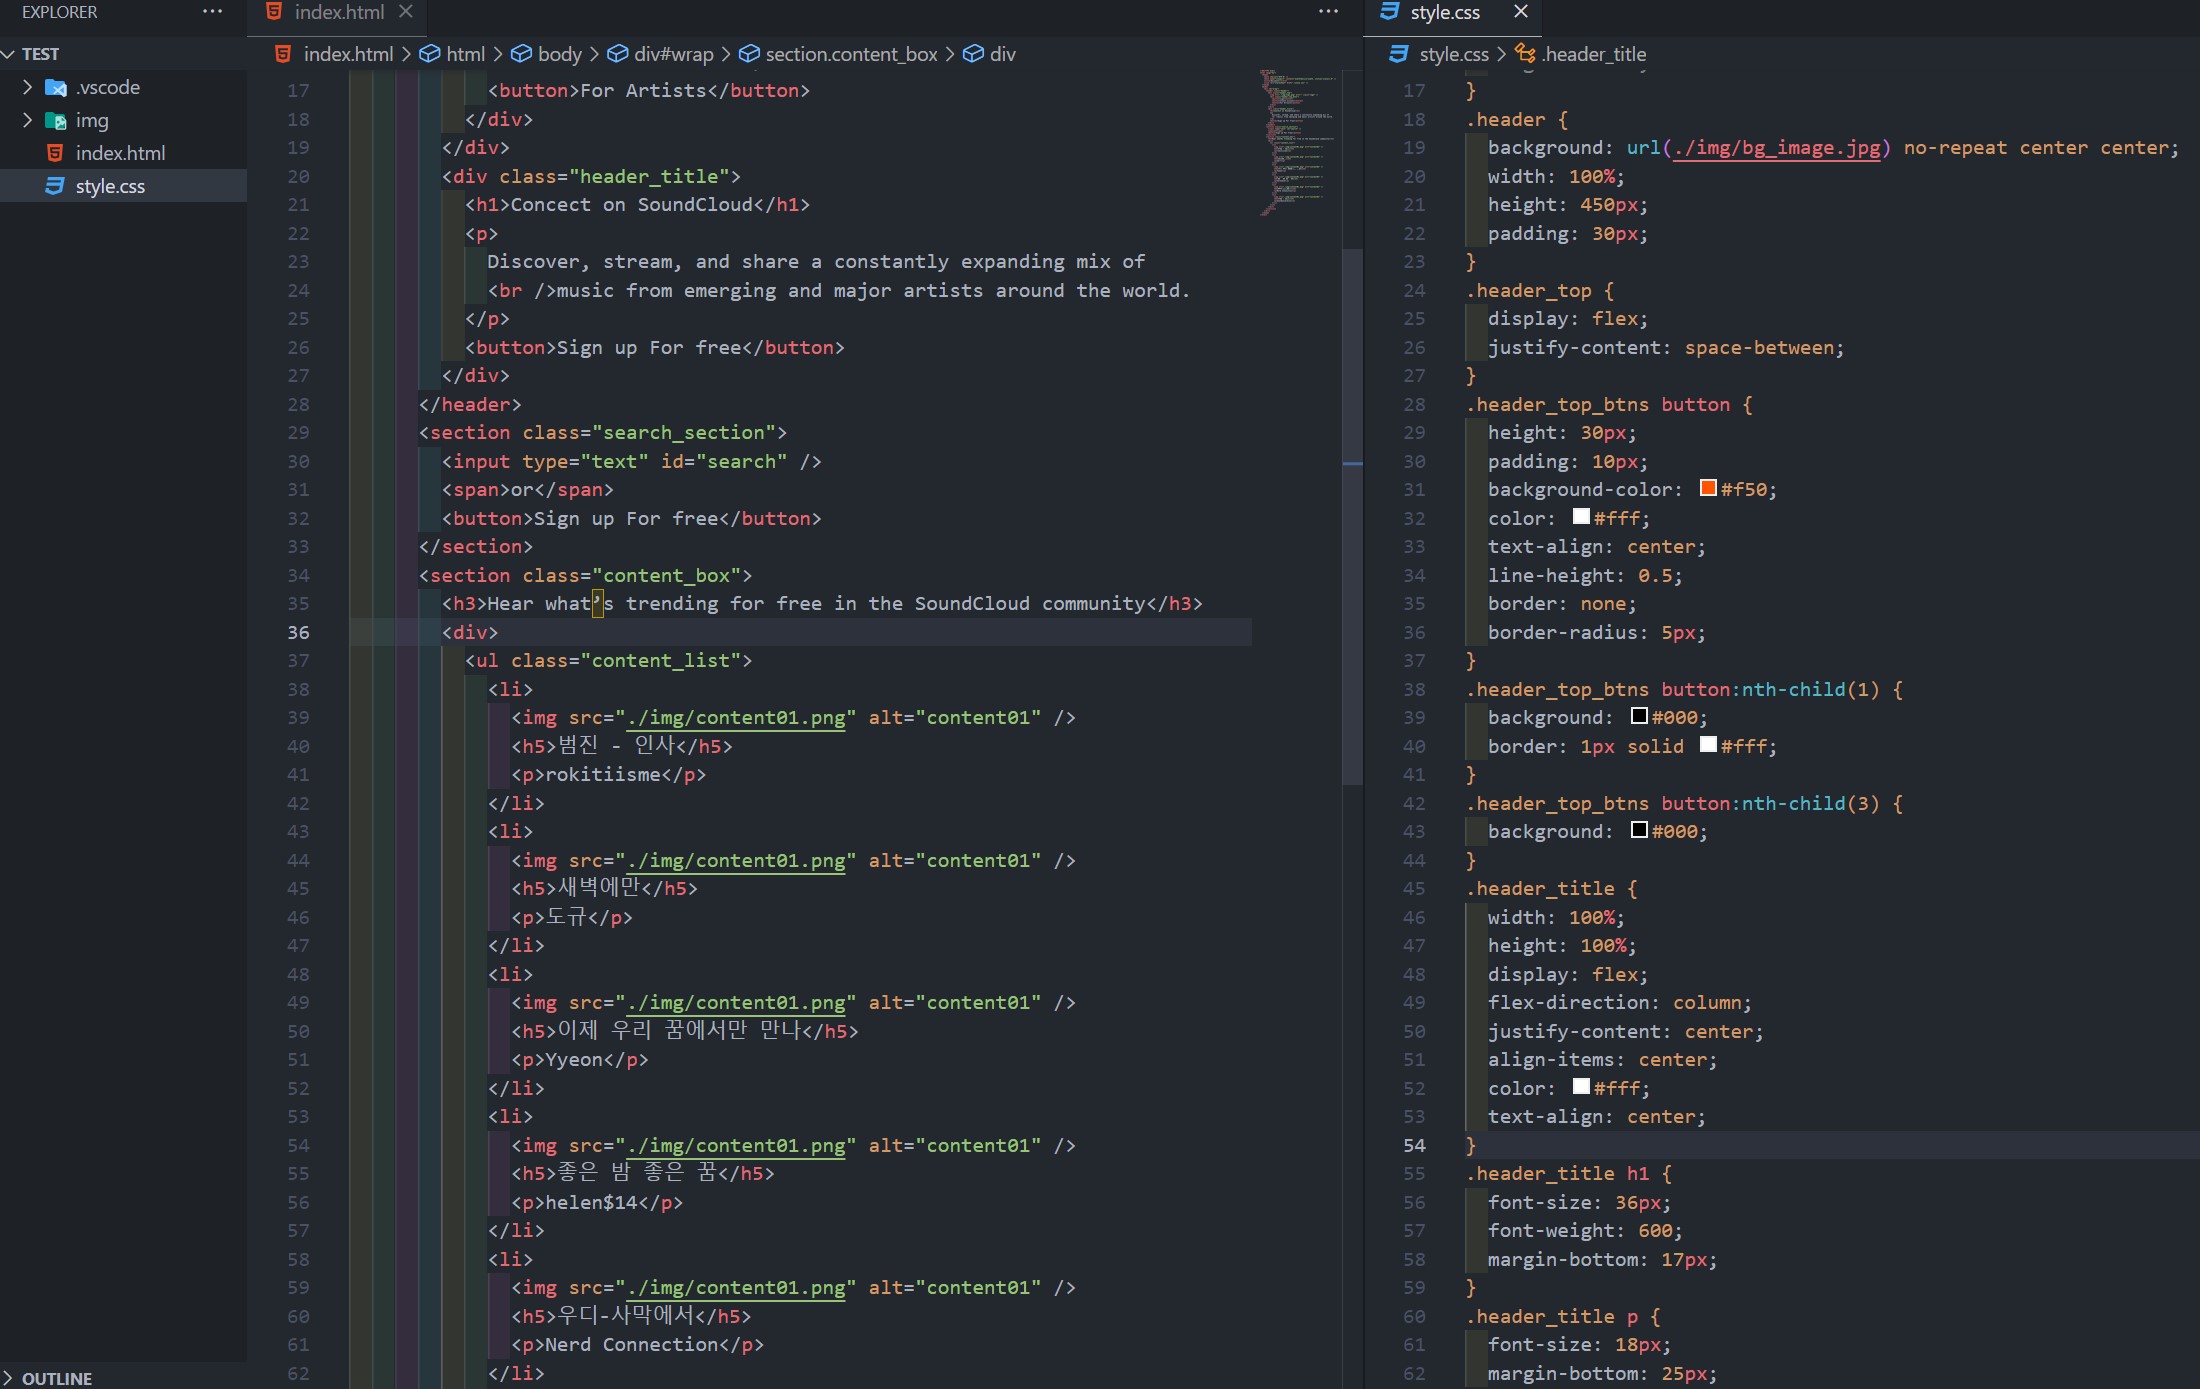 EXPLORER
TEST
.vscode
img
index.html
style.css
OUTLINE
index.html
index.html > html > body > div#wrap > section.content_box > div
17 <button>For Artists</button>
18 </div>
19 </div>
20 <div class="header_title">
21 <h1>Concect on SoundCloud</h1>
22 <p>
23 Discover, stream, and share a constantly expanding mix of
24 <br />music from emerging and major artists around the world.
25 </p>
26 <button>Sign up For free</button>
27 </div>
28 </header>
29 <section class="search_section">
30 <input type="text" id="search" />
31 <span>or</span>
32 <button>Sign up For free</button>
33 </section>
34 <section class="content_box">
35 <h3>Hear what’s trending for free in the SoundCloud community</h3>
36 <div>
37 <ul class="content_list">
38 <li>
39 <img src="./img/content01.png" alt="content01" />
40 <h5>범진 - 인사</h5>
41 <p>rokitiisme</p>
42 </li>
43 <li>
44 <img src="./img/content01.png" alt="content01" />
45 <h5>새벽에만</h5>
46 <p>도규</p>
47 </li>
48 <li>
49 <img src="./img/content01.png" alt="content01" />
50 <h5>이제 우리 꿈에서만 만나</h5>
51 <p>Yyeon</p>
52 </li>
53 <li>
54 <img src="./img/content01.png" alt="content01" />
55 <h5>좋은 밤 좋은 꿈</h5>
56 <p>helen$14</p>
57 </li>
58 <li>
59 <img src="./img/content01.png" alt="content01" />
60 <h5>우디-사막에서</h5>
61 <p>Nerd Connection</p>
62 </li>
style.css
style.css > .header_title
17 }
18 .header {
19 background: url(./img/bg_image.jpg) no-repeat center center;
20 width: 100%;
21 height: 450px;
22 padding: 30px;
23 }
24 .header_top {
25 display: flex;
26 justify-content: space-between;
27 }
28 .header_top_btns button {
29 height: 30px;
30 padding: 10px;
31 background-color: #f50;
32 color: #fff;
33 text-align: center;
34 line-height: 0.5;
35 border: none;
36 border-radius: 5px;
37 }
38 .header_top_btns button:nth-child(1) {
39 background: #000;
40 border: 1px solid #fff;
41 }
42 .header_top_btns button:nth-child(3) {
43 background: #000;
44 }
45 .header_title {
46 width: 100%;
47 height: 100%;
48 display: flex;
49 flex-direction: column;
50 justify-content: center;
51 align-items: center;
52 color: #fff;
53 text-align: center;
54 }
55 .header_title h1 {
56 font-size: 36px;
57 font-weight: 600;
58 margin-bottom: 17px;
59 }
60 .header_title p {
61 font-size: 18px;
62 margin-bottom: 25px;